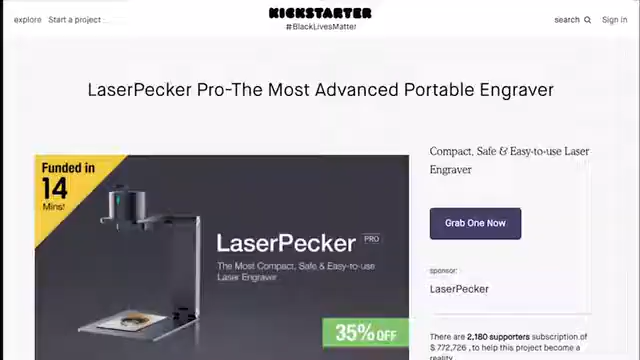 explore Start a project
KICKSTARTER
#BlackLivesMatter
search
Sign in
LaserPecker Pro-The Most Advanced Portable Engraver
Funded in
14
Mins!
LaserPecker PRO
The Most Compact, Safe & Easy-to-use
Laser Engraver
35% OFF
Compact, Safe & Easy-to-use Laser
Engraver
Grab One Now
sponsor:
LaserPecker
There are 2,180 supporters subscription of
$ 772,726 , to help this project become a
reality